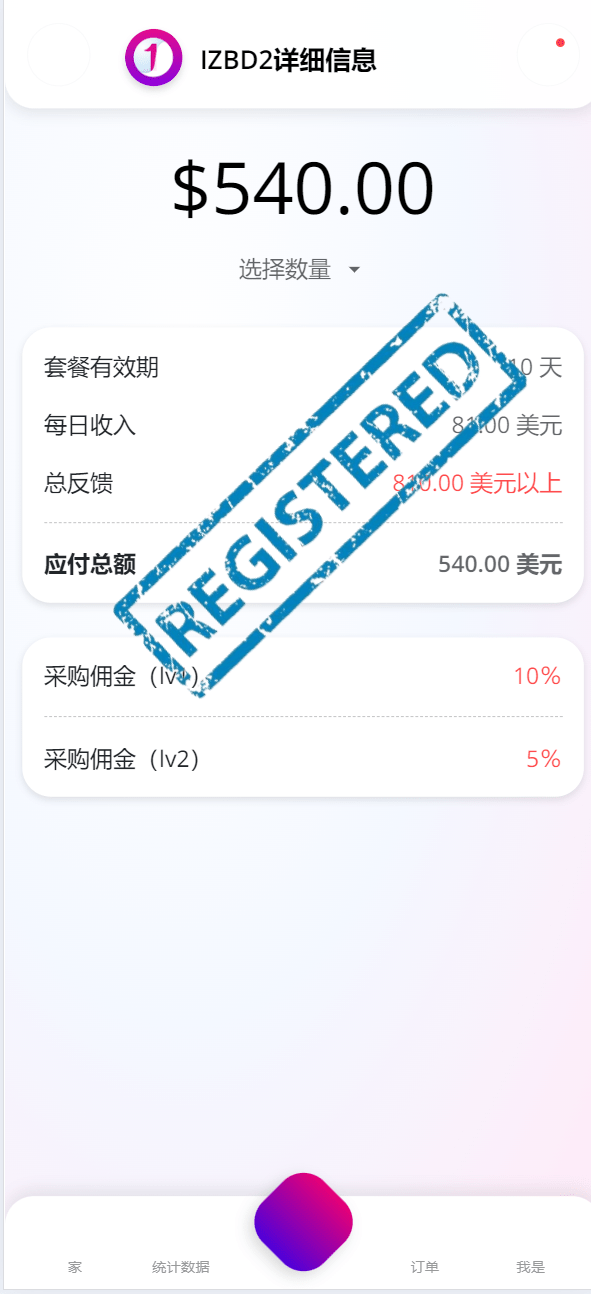 IZBD2详细信息
$540.00
选择数量
套餐有效期 10 天
每日收入 81.00 美元
总反馈 810.00 美元以上
应付总额 540.00 美元
REGISTERED
采购佣金（lv1） 10%
采购佣金（lv2） 5%
家 统计数据 订单 我是